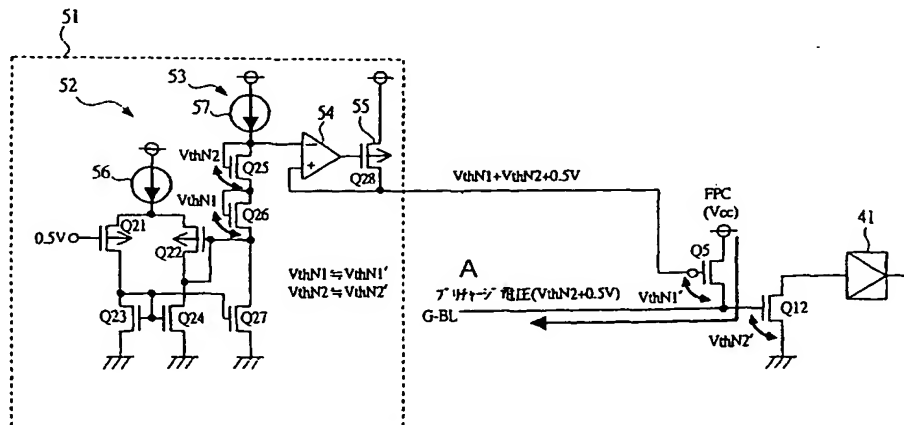 51
53
52
57
54
55
VthN2
Q25
56
Q28
VthN1+VthN2+0.5V
VthN1
Q26
FPC
(Vcc)
41
Q21
0.5V
Q22
Q5
VthN1≒VthN1'
VthN2≒VthN2'
A
プリチャージ電圧(VthN2+0.5V)
VthN1'
G-BL
Q12
Q23
Q24
Q27
VthN2'